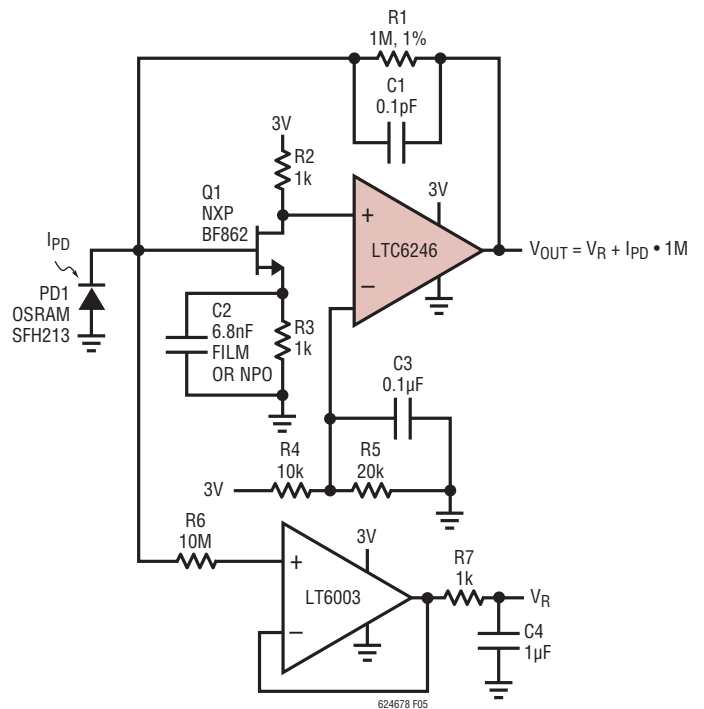 R1
1M, 1%
C1
0.1pF
3V
R2
1k
Q1
NXP
BF862
3V
+
LTC6246
–
VOUT = VR + IPD • 1M
IPD
PD1
OSRAM
SFH213
C2
6.8nF
FILM
OR NPO
R3
1k
C3
0.1µF
R4
10k
R5
20k
3V
R6
10M
3V
+
LT6003
–
R7
1k
VR
C4
1µF
624678 F05